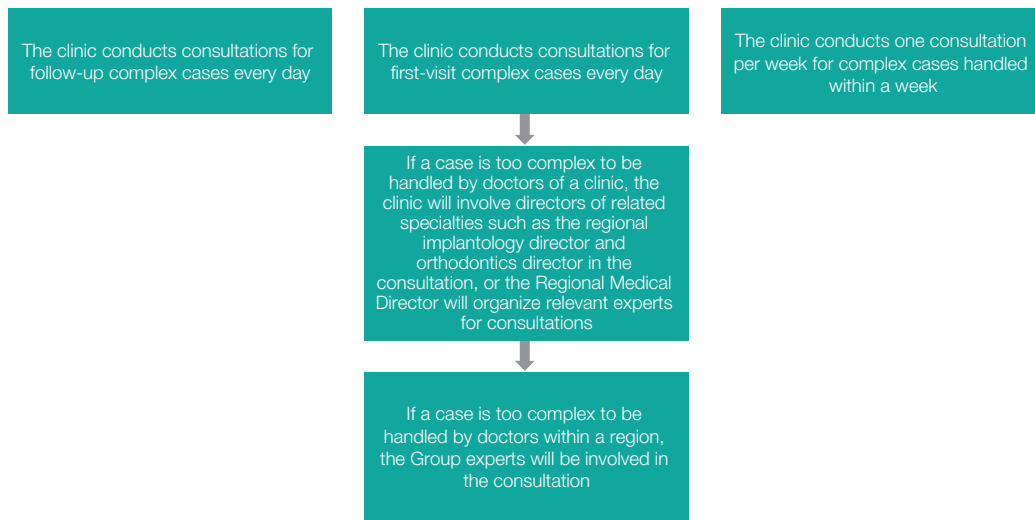 The clinic conducts consultations for
follow-up complex cases every day
The clinic conducts consultations for
first-visit complex cases every day
The clinic conducts one consultation
per week for complex cases handled
within a week
If a case is too complex to be
handled by doctors of a clinic, the
clinic will involve directors of related
specialties such as the regional
implantology director and
orthodontics director in the
consultation, or the Regional Medical
Director will organize relevant experts
for consultations
If a case is too complex to be
handled by doctors within a region,
the Group experts will be involved in
the consultation